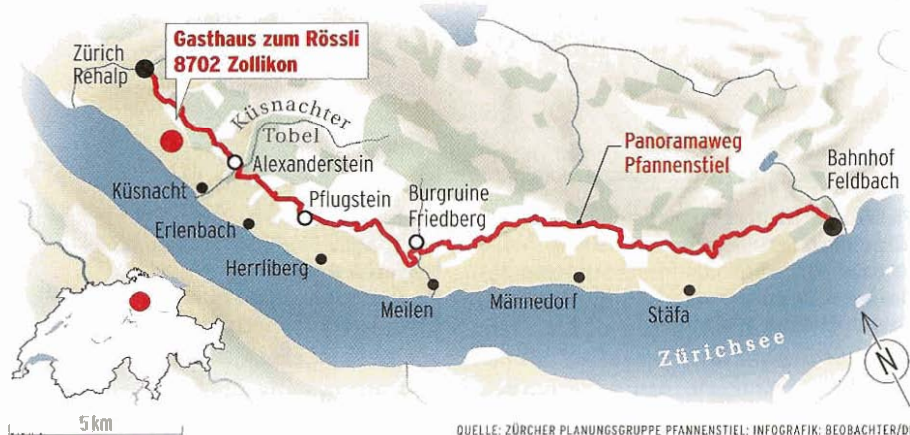 Zürich
Rehalp
Gasthaus zum Rössli
8702 Zollikon
Küsnachter
Tobel
Alexanderstein
Küsnacht
Pflugstein
Burgruine
Friedberg
Panoramaweg
Pfannenstiel
Bahnhof
Feldbach
Erlenbach
Herrliberg
Meilen
Männedorf
Stäfa
Zürichsee
N
5 km
QUELLE: ZÜRCHER PLANUNGSGRUPPE PFANNENSTIEL; INFOGRAFIK: BEOBACHTER/